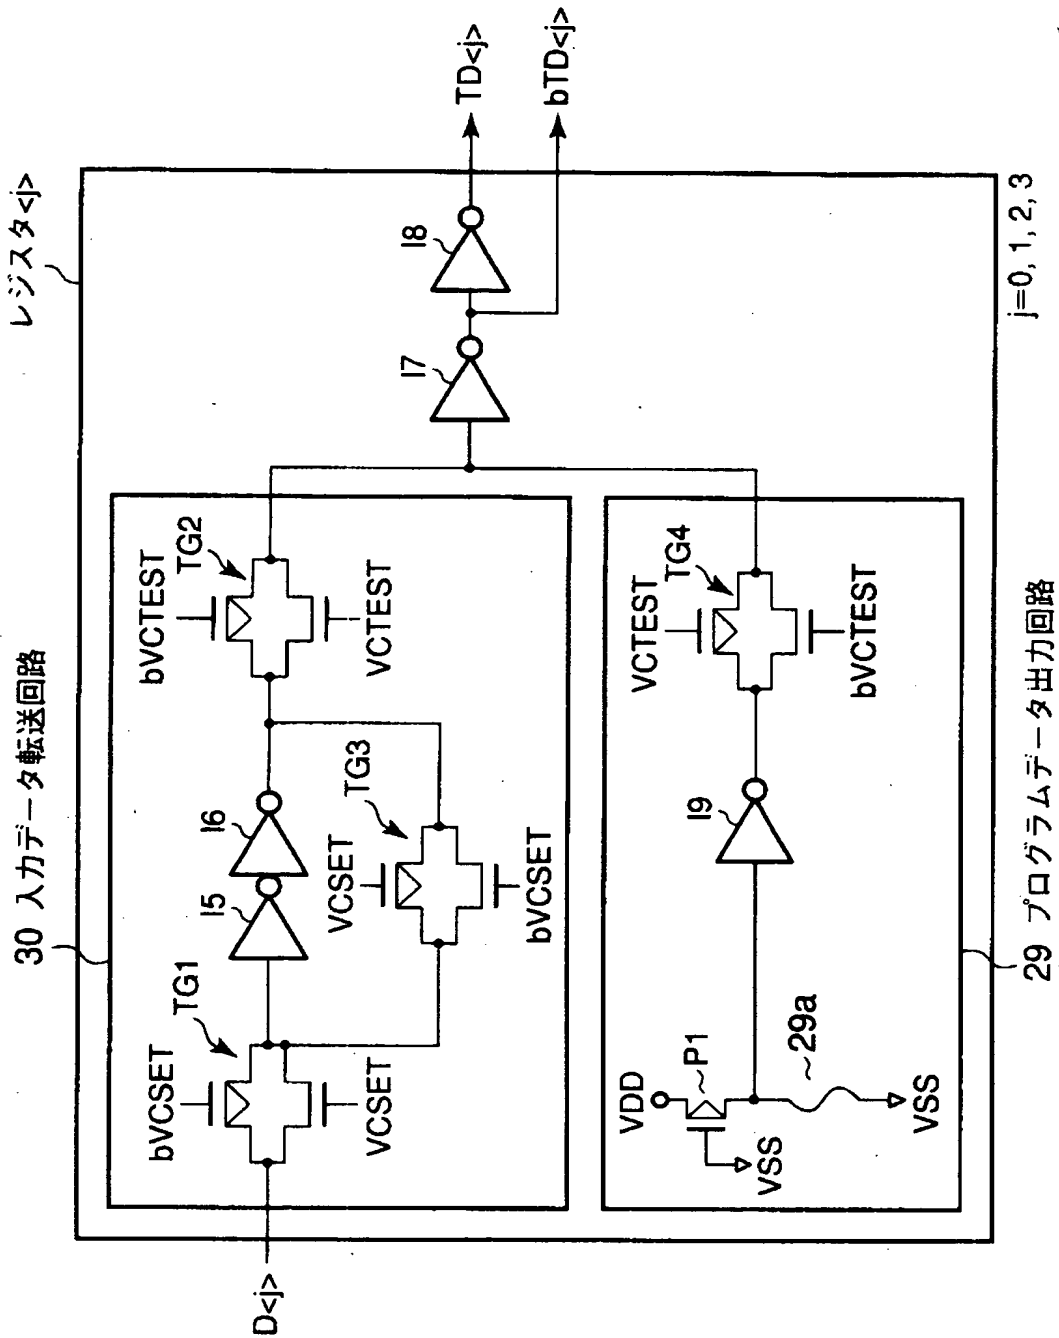 レジスタ<j>
30 入力データ転送回路
bVCSET
TG1
I5
I6
bVCTEST
TG2
VCSET
VCSET
TG3
bVCSET
VCTEST
D<j>
I7
I8
TD<j>
bTD<j>
VDD
P1
VSS
29a
VSS
I9
VCTEST
TG4
bVCTEST
29 プログラムデータ出力回路
j=0, 1, 2, 3